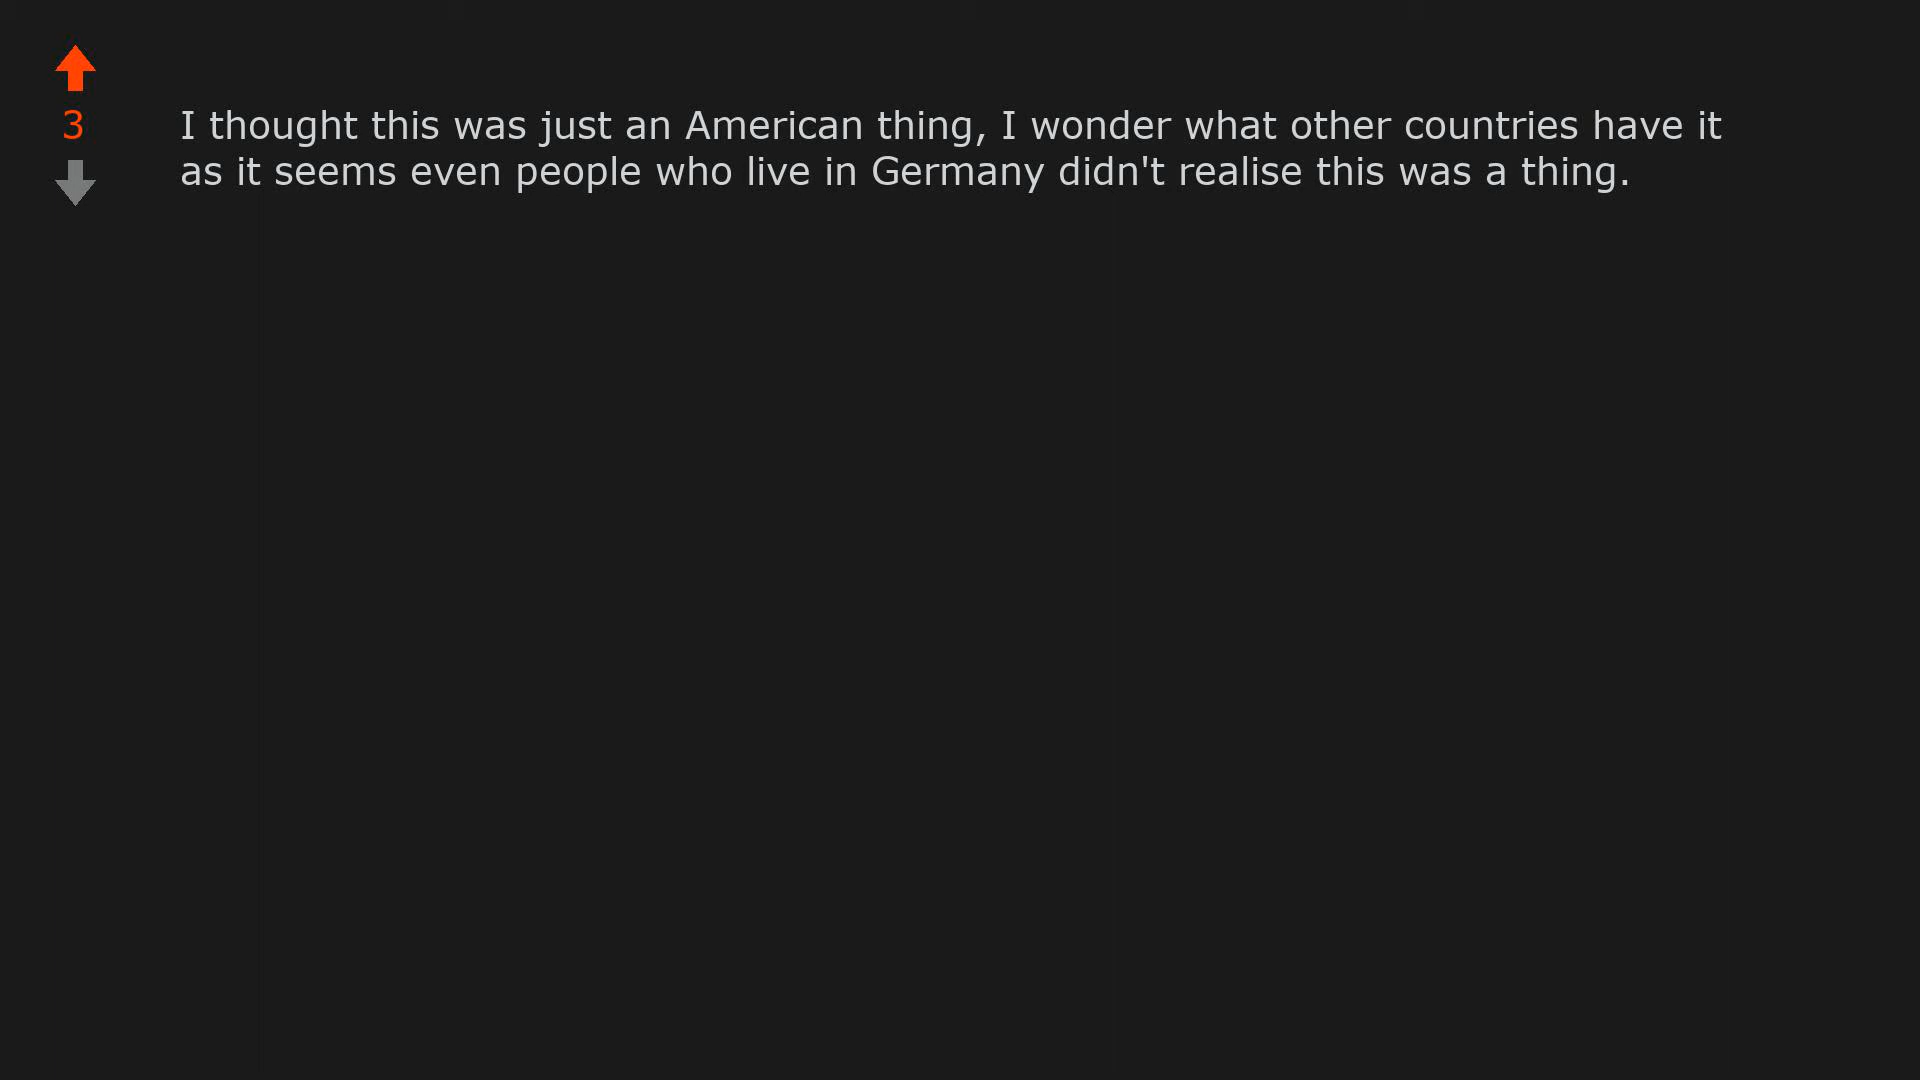 3
I thought this was just an American thing, I wonder what other countries have it
as it seems even people who live in Germany didn't realise this was a thing.